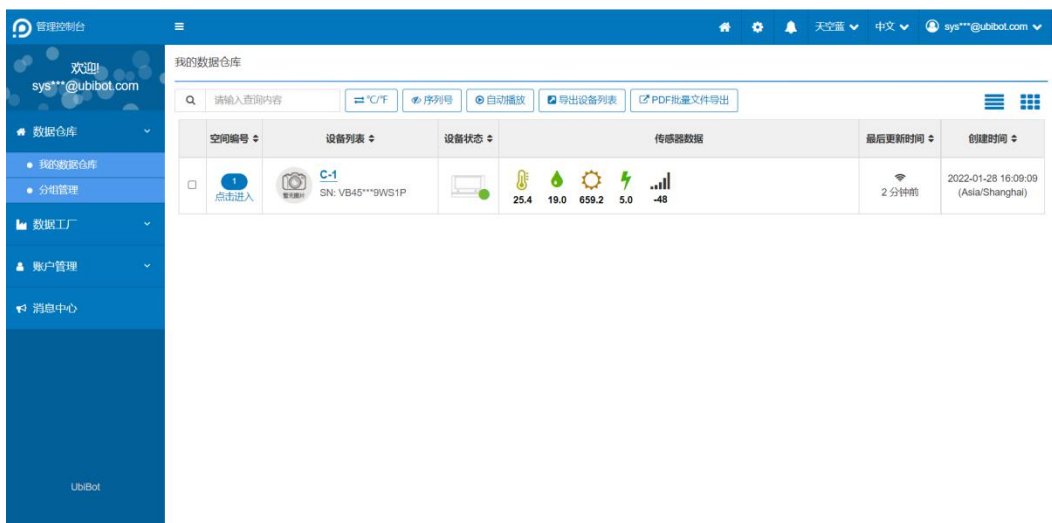 管理控制台
天空蓝
中文
sys***@ubibot.com
欢迎!
sys***@ubibot.com
数据仓库
我的数据仓库
分组管理
数据工厂
账户管理
消息中心
UbiBot
我的数据仓库
请输入查询内容
°C/°F
序列号
自动播放
导出设备列表
PDF批量文件导出
空间编号
设备列表
设备状态
传感器数据
最后更新时间
创建时间
1
点击进入
暂无图片
C-1
SN: VB45***9WS1P
25.4
19.0
659.2
5.0
-48
2 分钟前
2022-01-28 16:09:09
(Asia/Shanghai)